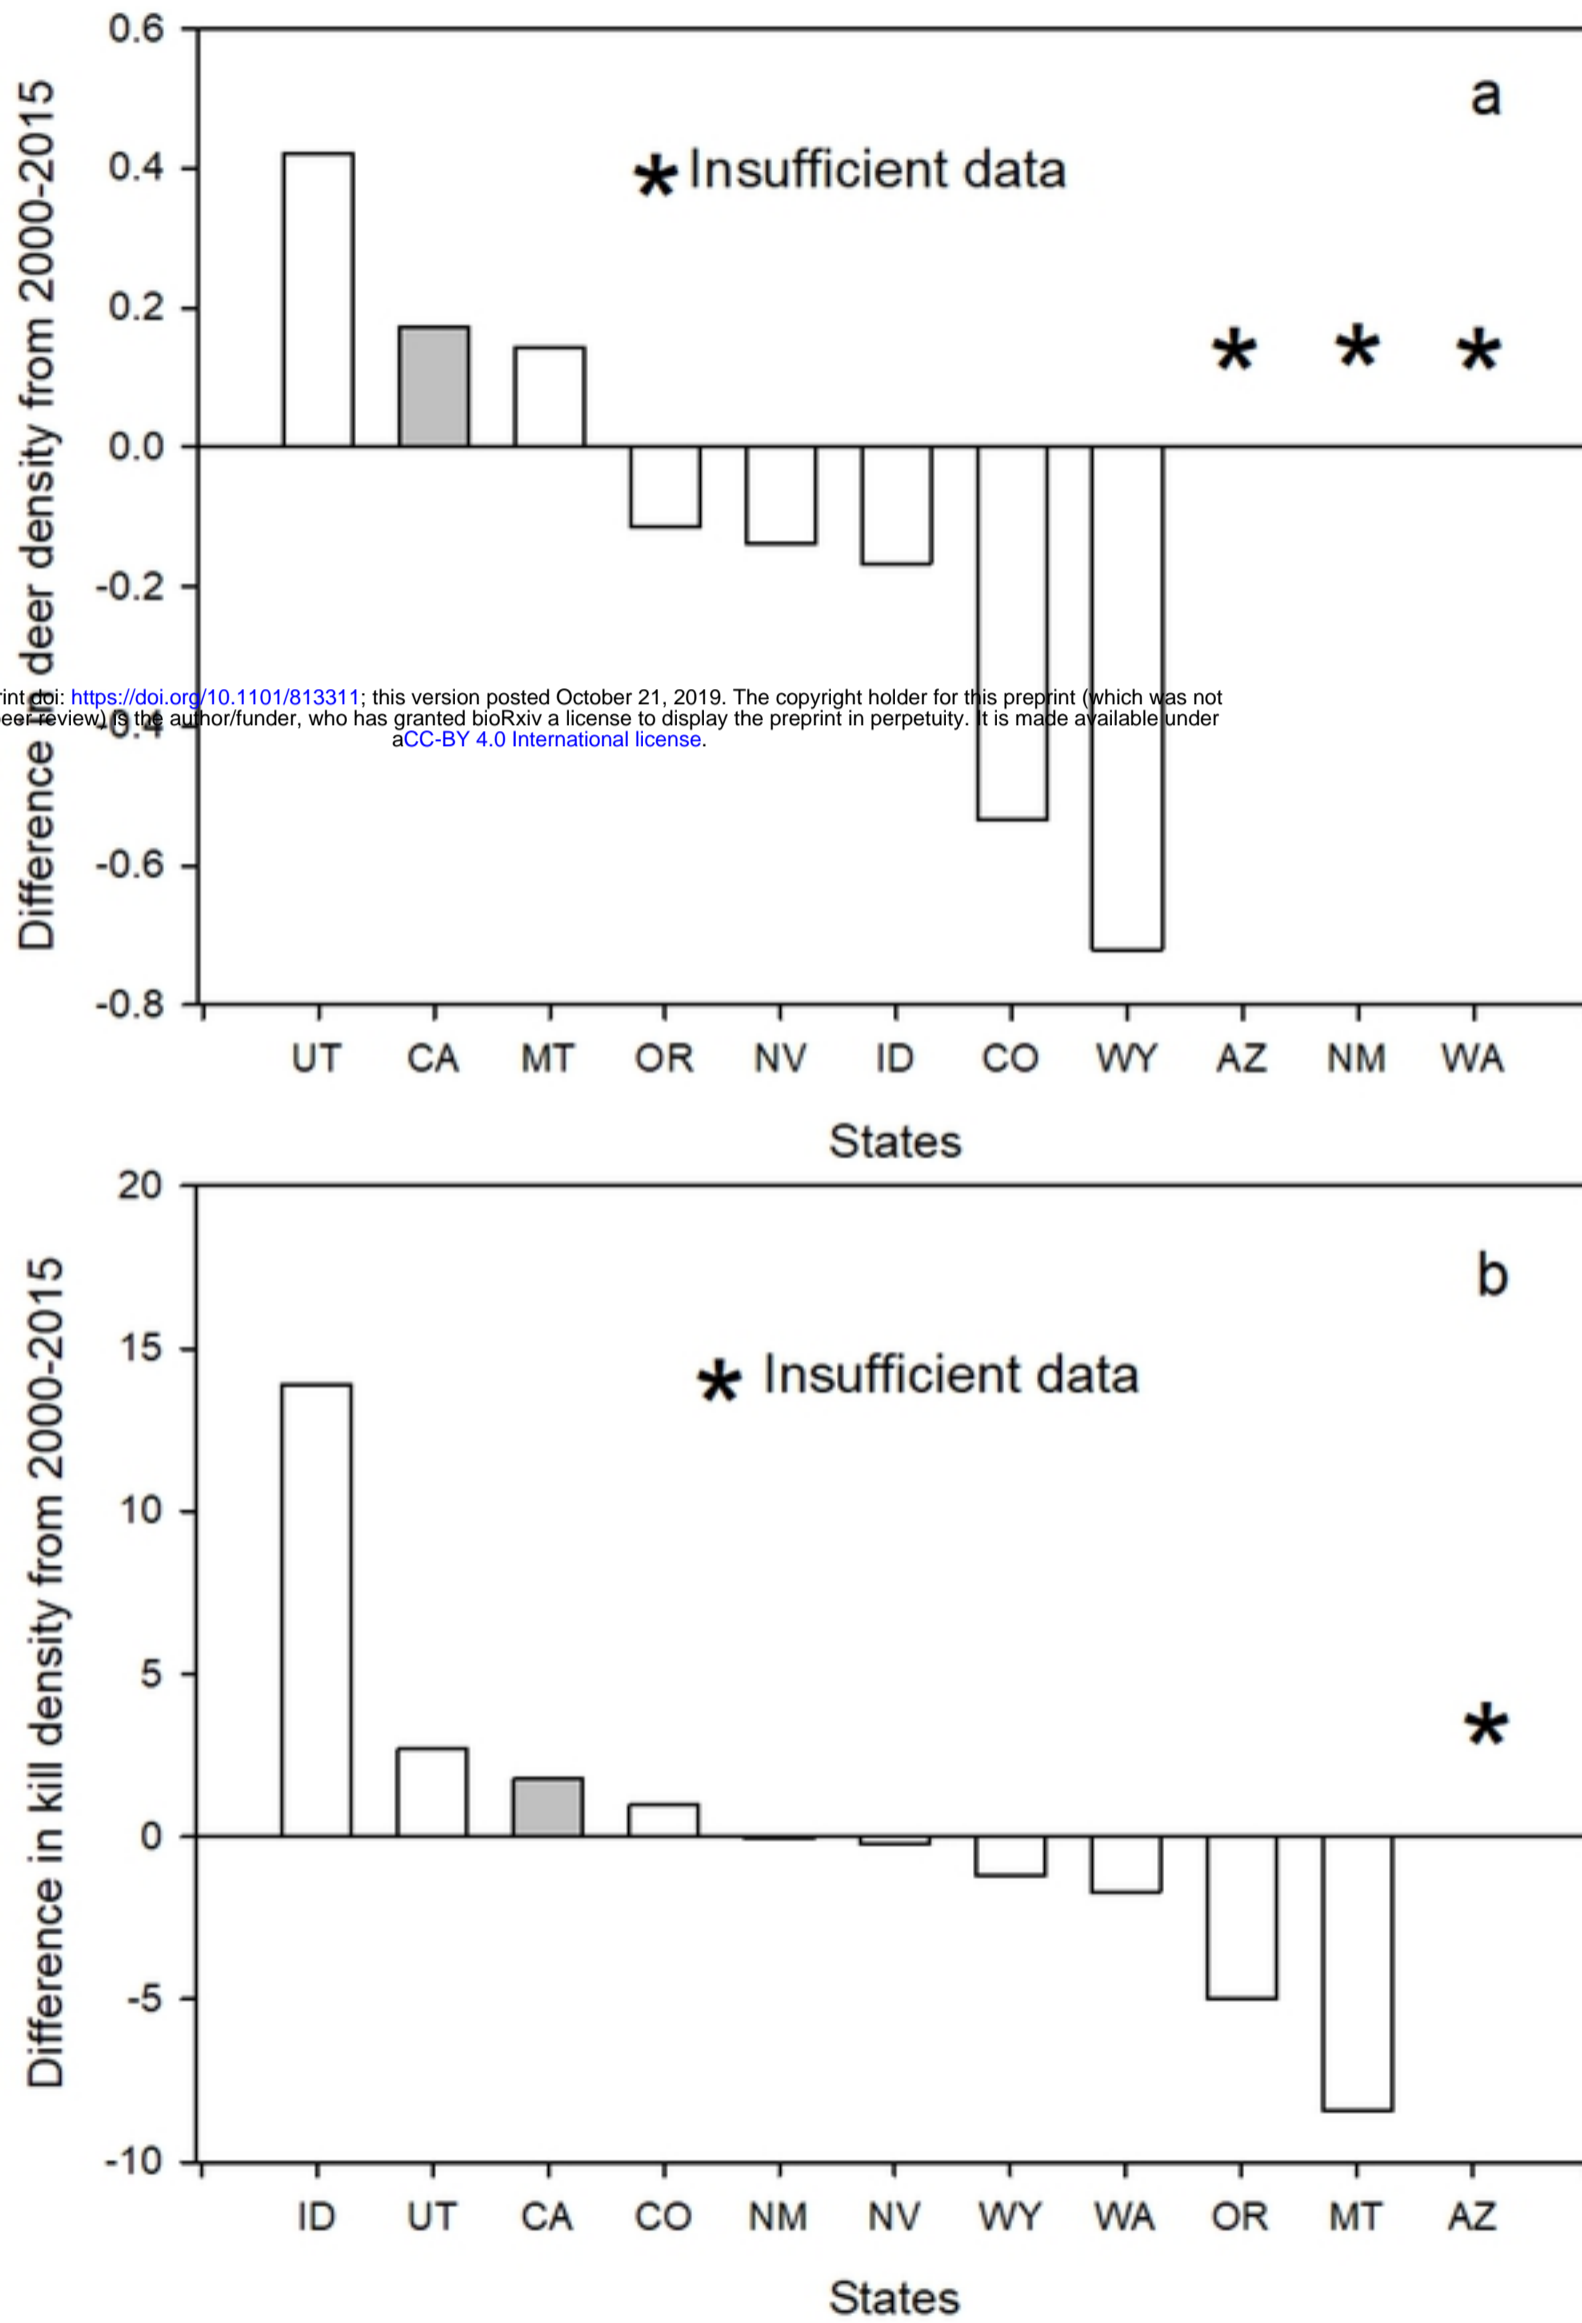 0.6
a
* Insufficient data
0.4
0.2
* * *
0.0
-0.2
-0.4
-0.6
-0.8
Difference in deer density from 2000-2015
doi: https://doi.org/10.1101/813311; this version posted October 21, 2019. The copyright holder for this preprint (which was not
review) is the author/funder, who has granted bioRxiv a license to display the preprint in perpetuity. It is made available under
aCC-BY 4.0 International license.
UT CA MT OR NV ID CO WY AZ NM WA
States
20
b
15
* Insufficient data
10
5
*
0
-5
-10
Difference in kill density from 2000-2015
ID UT CA CO NM NV WY WA OR MT AZ
States